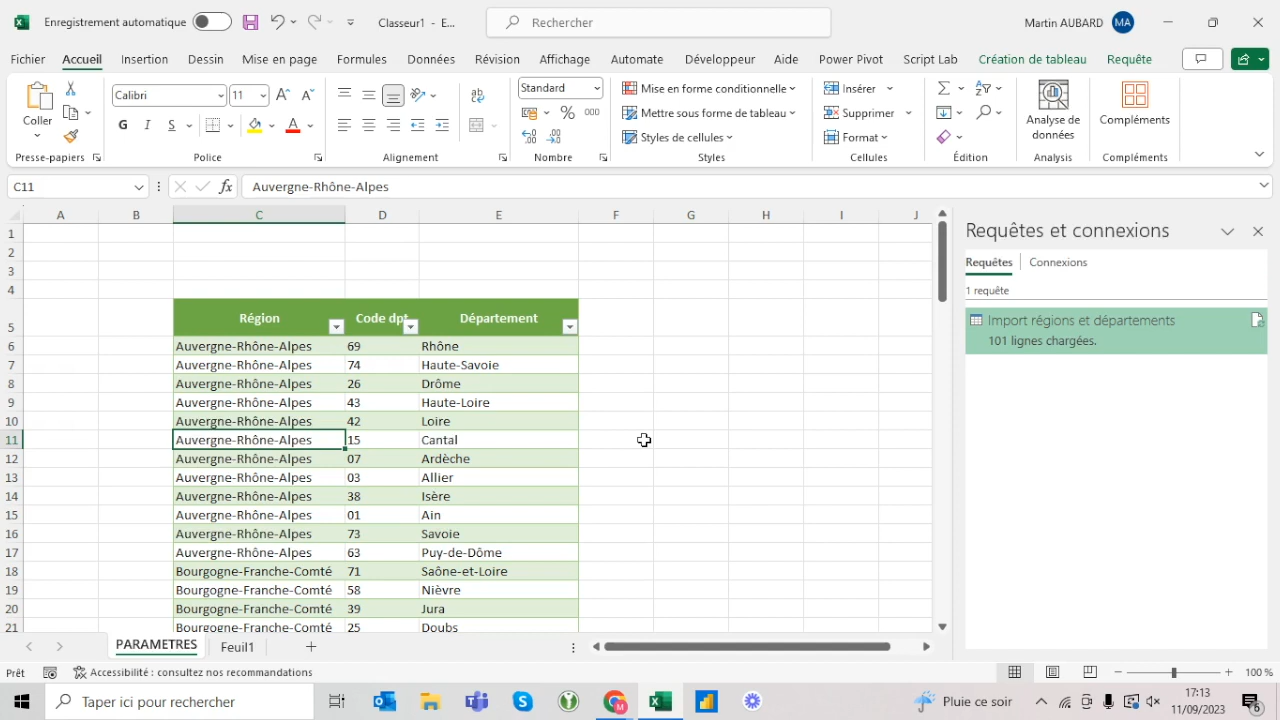 Enregistrement automatique
Classeur1 - E...
Rechercher
Martin AUBARD
MA
Fichier
Accueil
Insertion
Dessin
Mise en page
Formules
Données
Révision
Affichage
Automate
Développeur
Aide
Power Pivot
Script Lab
Création de tableau
Requête
Coller
Presse-papiers
Calibri
11
G I S
Police
Alignement
Standard
% 000
Nombre
Mise en forme conditionnelle
Mettre sous forme de tableau
Styles de cellules
Styles
Insérer
Supprimer
Format
Cellules
Édition
Analyse de
données
Analysis
Compléments
Compléments
C11
fx
Auvergne-Rhône-Alpes
A B C D E F G H I J
1
2
3
4
5 Région Code dpt Département
6 Auvergne-Rhône-Alpes 69 Rhône
7 Auvergne-Rhône-Alpes 74 Haute-Savoie
8 Auvergne-Rhône-Alpes 26 Drôme
9 Auvergne-Rhône-Alpes 43 Haute-Loire
10 Auvergne-Rhône-Alpes 42 Loire
11 Auvergne-Rhône-Alpes 15 Cantal
12 Auvergne-Rhône-Alpes 07 Ardèche
13 Auvergne-Rhône-Alpes 03 Allier
14 Auvergne-Rhône-Alpes 38 Isère
15 Auvergne-Rhône-Alpes 01 Ain
16 Auvergne-Rhône-Alpes 73 Savoie
17 Auvergne-Rhône-Alpes 63 Puy-de-Dôme
18 Bourgogne-Franche-Comté 71 Saône-et-Loire
19 Bourgogne-Franche-Comté 58 Nièvre
20 Bourgogne-Franche-Comté 39 Jura
21 Bourgogne-Franche-Comté 25 Doubs
Requêtes et connexions
Requêtes
Connexions
1 requête
Import régions et départements
101 lignes chargées.
PARAMETRES
Feuil1
Prêt
Accessibilité : consultez nos recommandations
100 %
Taper ici pour rechercher
Pluie ce soir
17:13
11/09/2023
6